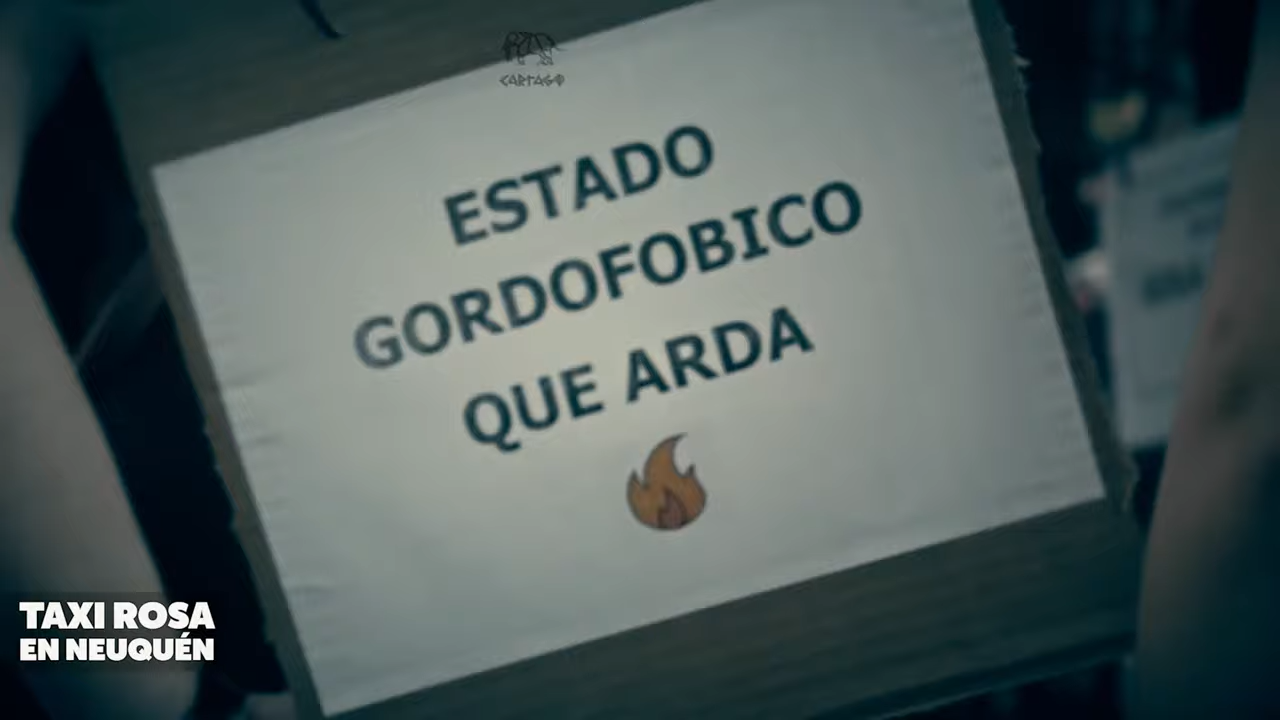 CARTAGO
ESTADO
GORDOFOBICO
QUE ARDA
TAXI ROSA
EN NEUQUÉN